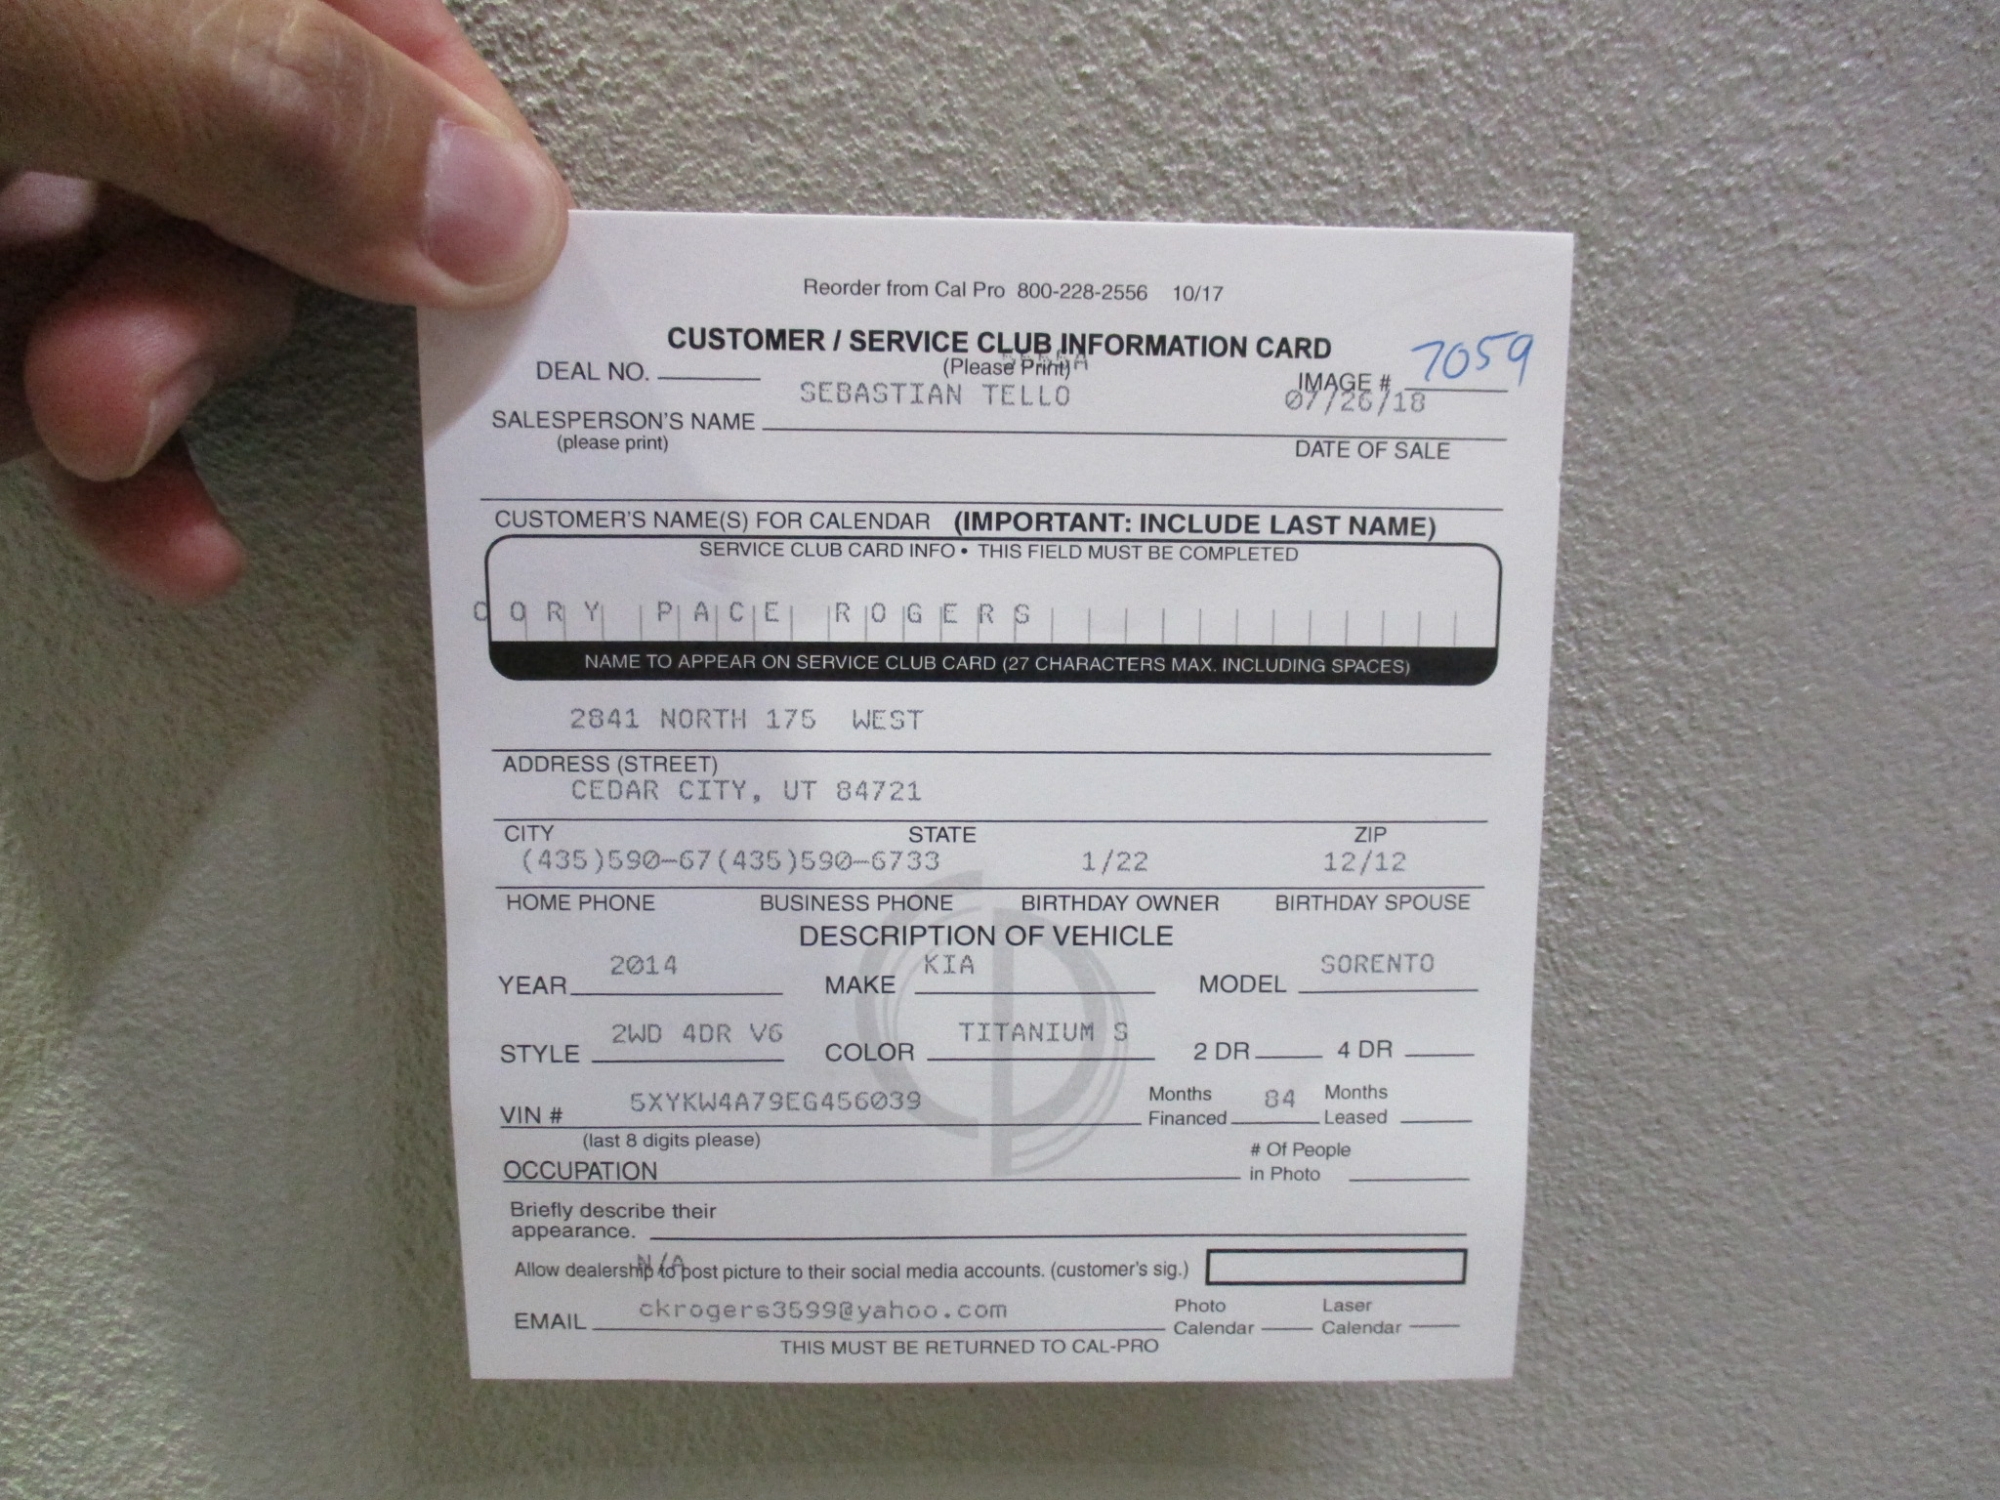 Reorder from Cal Pro 800-228-2556 10/17
CUSTOMER / SERVICE CLUB INFORMATION CARD
(Please Print)
DEAL NO.
IMAGE # 7059
SEBASTIAN TELLO 07/26/18
SALESPERSON'S NAME
(please print) DATE OF SALE
CUSTOMER'S NAME(S) FOR CALENDAR (IMPORTANT: INCLUDE LAST NAME)
SERVICE CLUB CARD INFO • THIS FIELD MUST BE COMPLETED
CORY PACE ROGERS
NAME TO APPEAR ON SERVICE CLUB CARD (27 CHARACTERS MAX. INCLUDING SPACES)
2841 NORTH 175 WEST
ADDRESS (STREET)
CEDAR CITY, UT 84721
CITY STATE ZIP
(435)590-67(435)590-6733 1/22 12/12
HOME PHONE BUSINESS PHONE BIRTHDAY OWNER BIRTHDAY SPOUSE
DESCRIPTION OF VEHICLE
YEAR 2014 MAKE KIA MODEL SORENTO
STYLE 2WD 4DR V6 COLOR TITANIUM S 2 DR 4 DR
VIN # 5XYKW4A79EG456039 Months Financed 84 Months Leased
(last 8 digits please)
OCCUPATION # Of People in Photo
Briefly describe their
appearance.
N/A
Allow dealership to post picture to their social media accounts. (customer's sig.)
EMAIL ckrogers3599@yahoo.com Photo Calendar Laser Calendar
THIS MUST BE RETURNED TO CAL-PRO